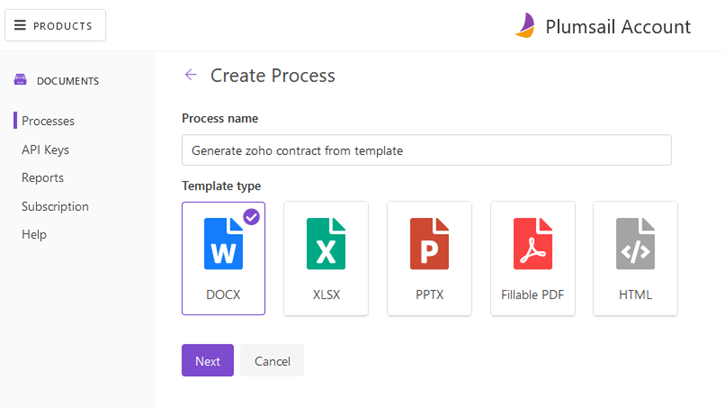 PRODUCTS
Plumsail Account
DOCUMENTS
Processes
API Keys
Reports
Subscription
Help
Create Process
Process name
Generate zoho contract from template
Template type
W
DOCX
X
XLSX
P
PPTX
Fillable PDF
</>
HTML
Next
Cancel